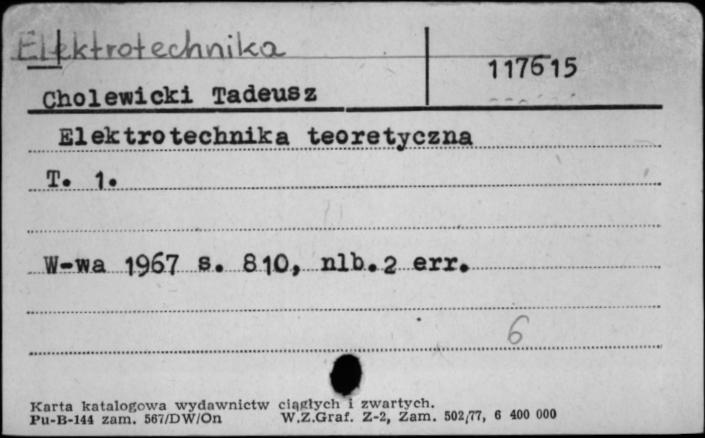 Elektrotechnika
117615
Cholewicki Tadeusz
Elektrotechnika teoretyczna
T. 1.
W-wa 1967 s. 810, nlb. 2 err.
6
Karta katalogowa wydawnictw ciągłych i zwartych.
Pu-B-144 zam. 567/DW/On W.Z.Graf. Z-2, Zam. 502/77, 6 400 000